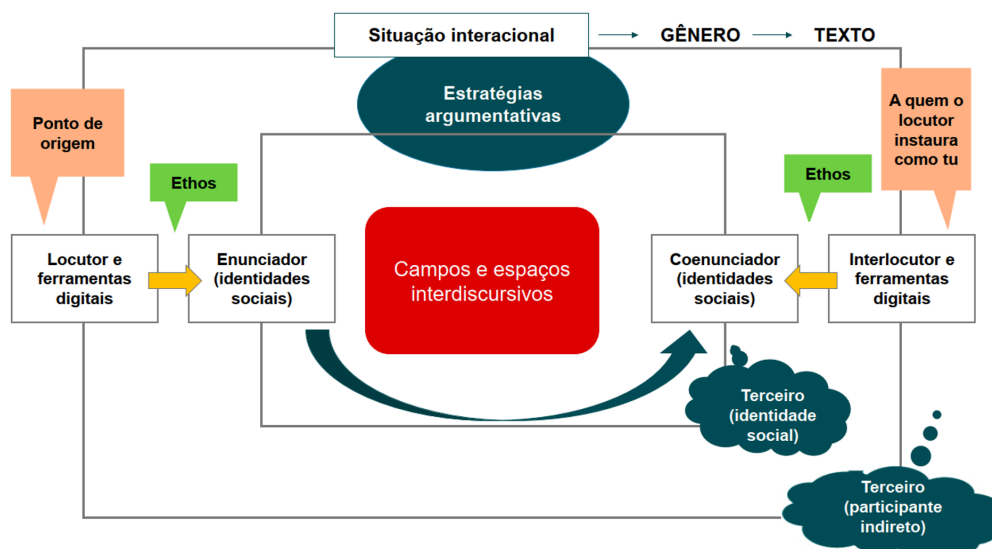 Situação interacional
GÊNERO
TEXTO
Estratégias
argumentativas
Ponto de
origem
A quem o
locutor
instaura
como tu
Ethos
Ethos
Locutor e
ferramentas
digitais
Enunciador
(identidades
sociais)
Campos e espaços
interdiscursivos
Coenunciador
(identidades
sociais)
Interlocutor e
ferramentas
digitais
Terceiro
(identidade
social)
Terceiro
(participante
indireto)